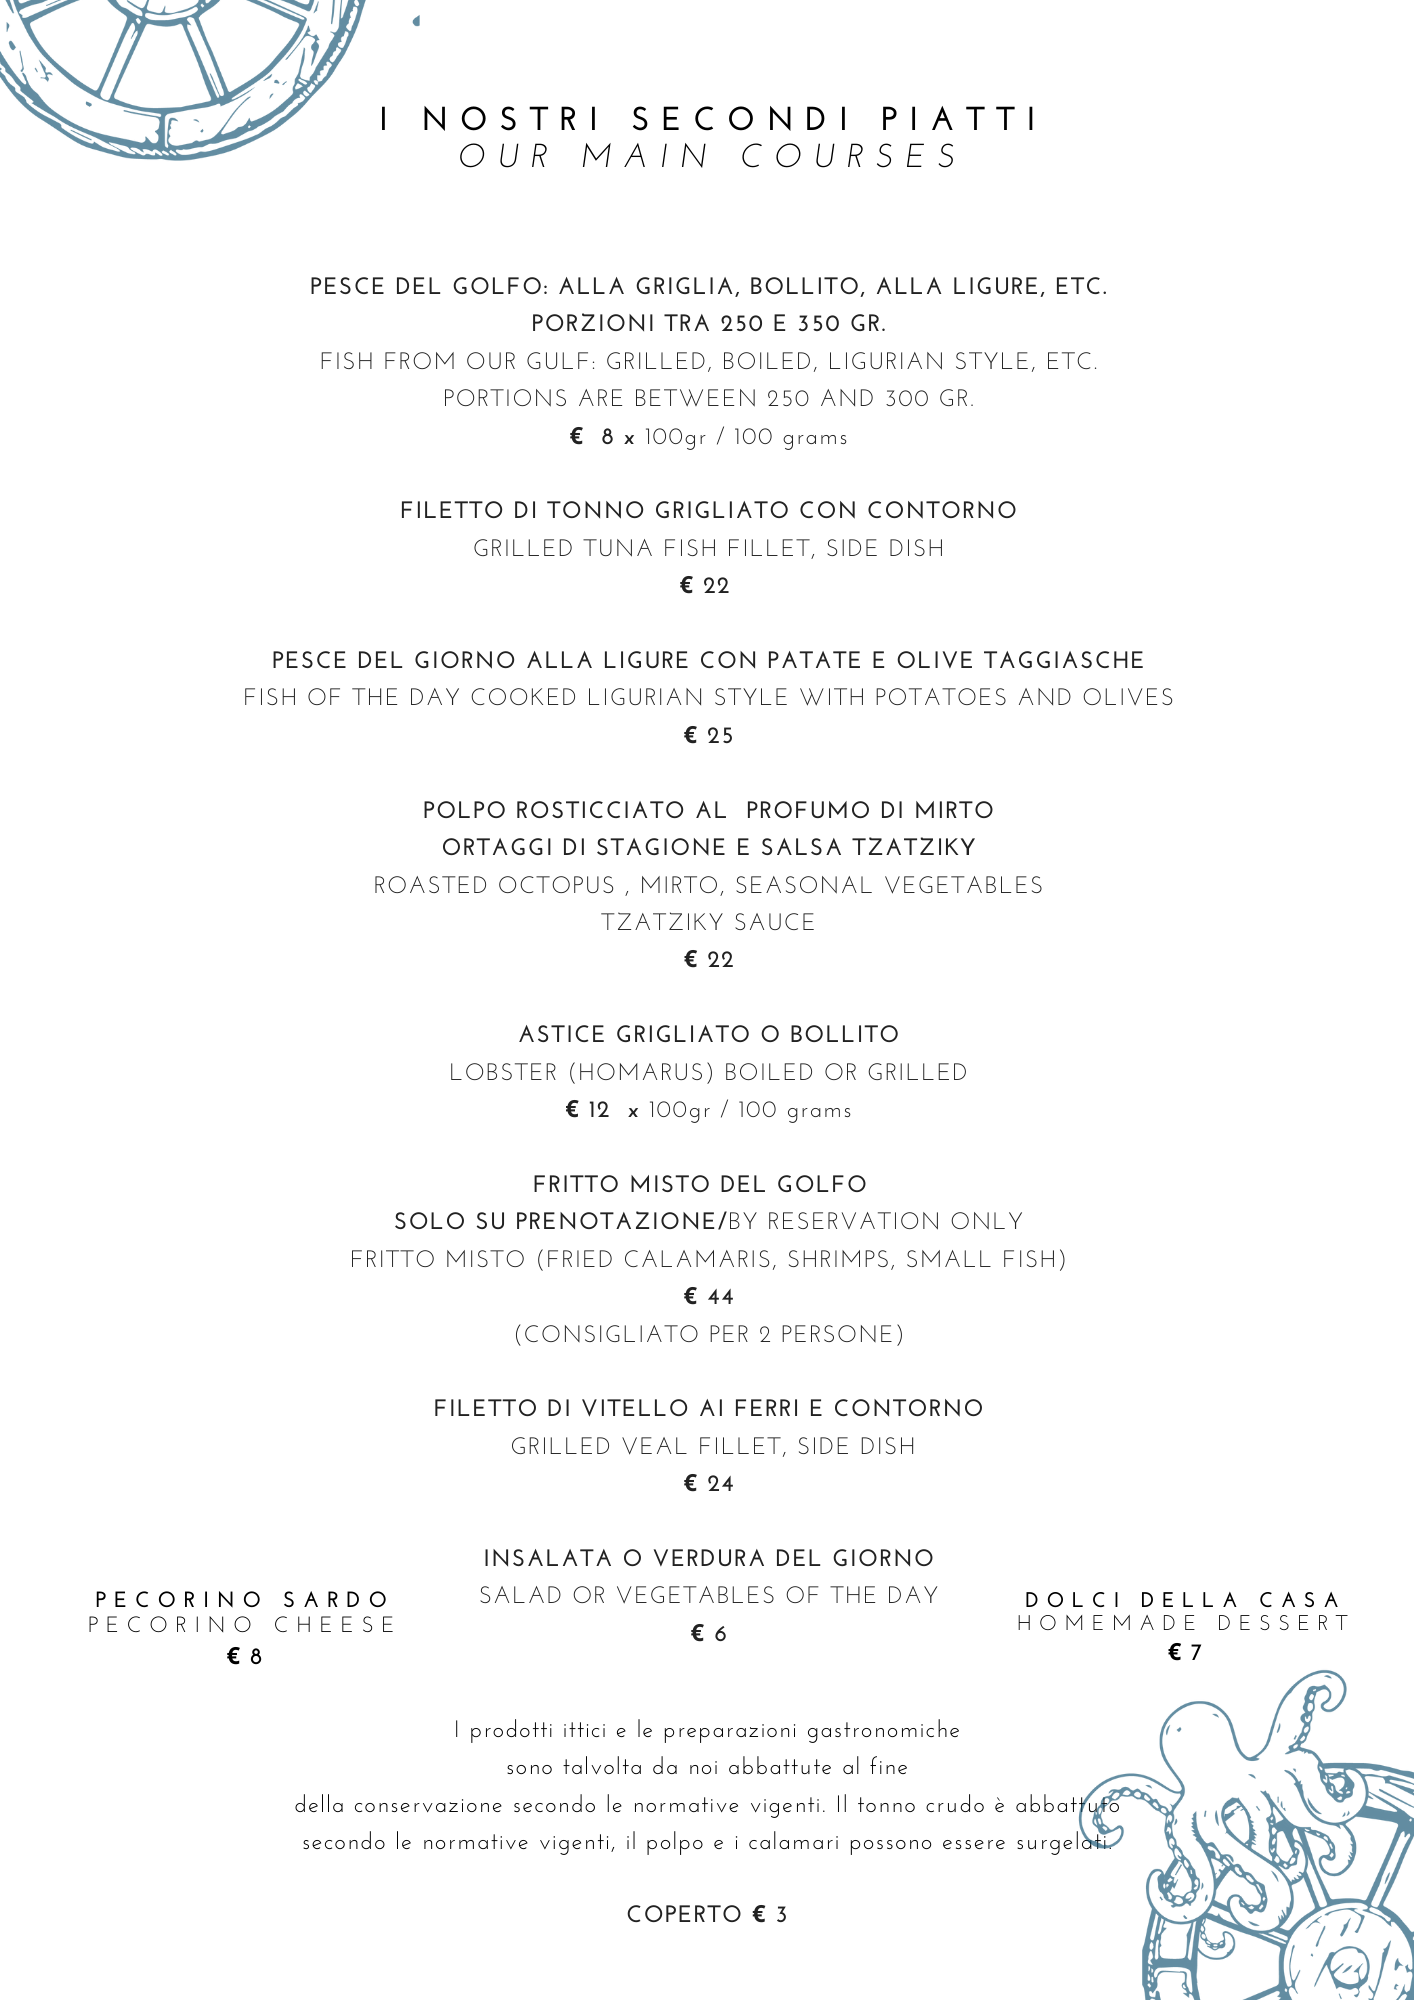 I NOSTRI SECONDI PIATTI
OUR MAIN COURSES
PESCE DEL GOLFO: ALLA GRIGLIA, BOLLITO, ALLA LIGURE, ETC.
PORZIONI TRA 250 E 350 GR.
FISH FROM OUR GULF: GRILLED, BOILED, LIGURIAN STYLE, ETC.
PORTIONS ARE BETWEEN 250 AND 300 GR.
€ 8 x 100gr / 100 grams
FILETTO DI TONNO GRIGLIATO CON CONTORNO
GRILLED TUNA FISH FILLET, SIDE DISH
€ 22
PESCE DEL GIORNO ALLA LIGURE CON PATATE E OLIVE TAGGIASCHE
FISH OF THE DAY COOKED LIGURIAN STYLE WITH POTATOES AND OLIVES
€ 25
POLPO ROSTICCIATO AL PROFUMO DI MIRTO
ORTAGGI DI STAGIONE E SALSA TZATZIKY
ROASTED OCTOPUS , MIRTO, SEASONAL VEGETABLES
TZATZIKY SAUCE
€ 22
ASTICE GRIGLIATO O BOLLITO
LOBSTER (HOMARUS) BOILED OR GRILLED
€ 12 x 100gr / 100 grams
FRITTO MISTO DEL GOLFO
SOLO SU PRENOTAZIONE/BY RESERVATION ONLY
FRITTO MISTO (FRIED CALAMARIS, SHRIMPS, SMALL FISH)
€ 44
(CONSIGLIATO PER 2 PERSONE)
FILETTO DI VITELLO AI FERRI E CONTORNO
GRILLED VEAL FILLET, SIDE DISH
€ 24
INSALATA O VERDURA DEL GIORNO
SALAD OR VEGETABLES OF THE DAY
€ 6
PECORINO SARDO
PECORINO CHEESE
€ 8
DOLCI DELLA CASA
HOMEMADE DESSERT
€ 7
I prodotti ittici e le preparazioni gastronomiche
sono talvolta da noi abbattute al fine
della conservazione secondo le normative vigenti. Il tonno crudo è abbattuto
secondo le normative vigenti, il polpo e i calamari possono essere surgelati.
COPERTO € 3